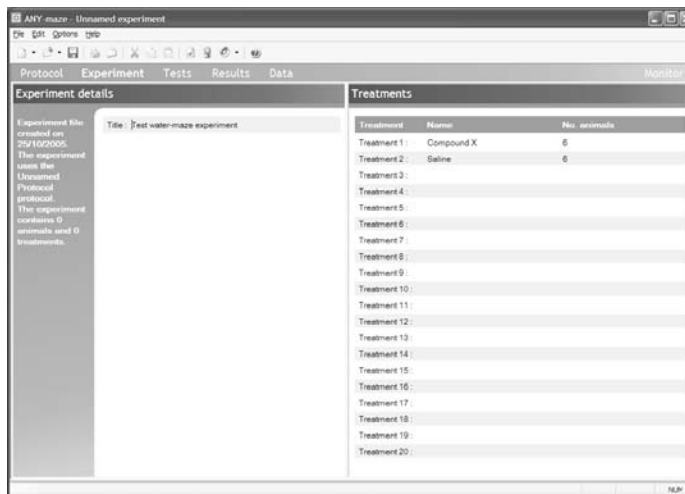 ANY-maze - Unnamed experiment
File Edit Options Help
Protocol Experiment Tests Results Data Monitor
Experiment details
Experiment file
created on
25/10/2005.
The experiment
uses the
Unnamed
Protocol
protocol.
The experiment
contains 0
animals and 0
treatments.
Title : Test water-maze experiment
Treatments
Treatment Name No. animals
Treatment 1 : Compound X 6
Treatment 2 : Saline 6
Treatment 3 :
Treatment 4 :
Treatment 5 :
Treatment 6 :
Treatment 7 :
Treatment 8 :
Treatment 9 :
Treatment 10 :
Treatment 11 :
Treatment 12 :
Treatment 13 :
Treatment 14 :
Treatment 15 :
Treatment 16 :
Treatment 17 :
Treatment 18 :
Treatment 19 :
Treatment 20 :
NUM